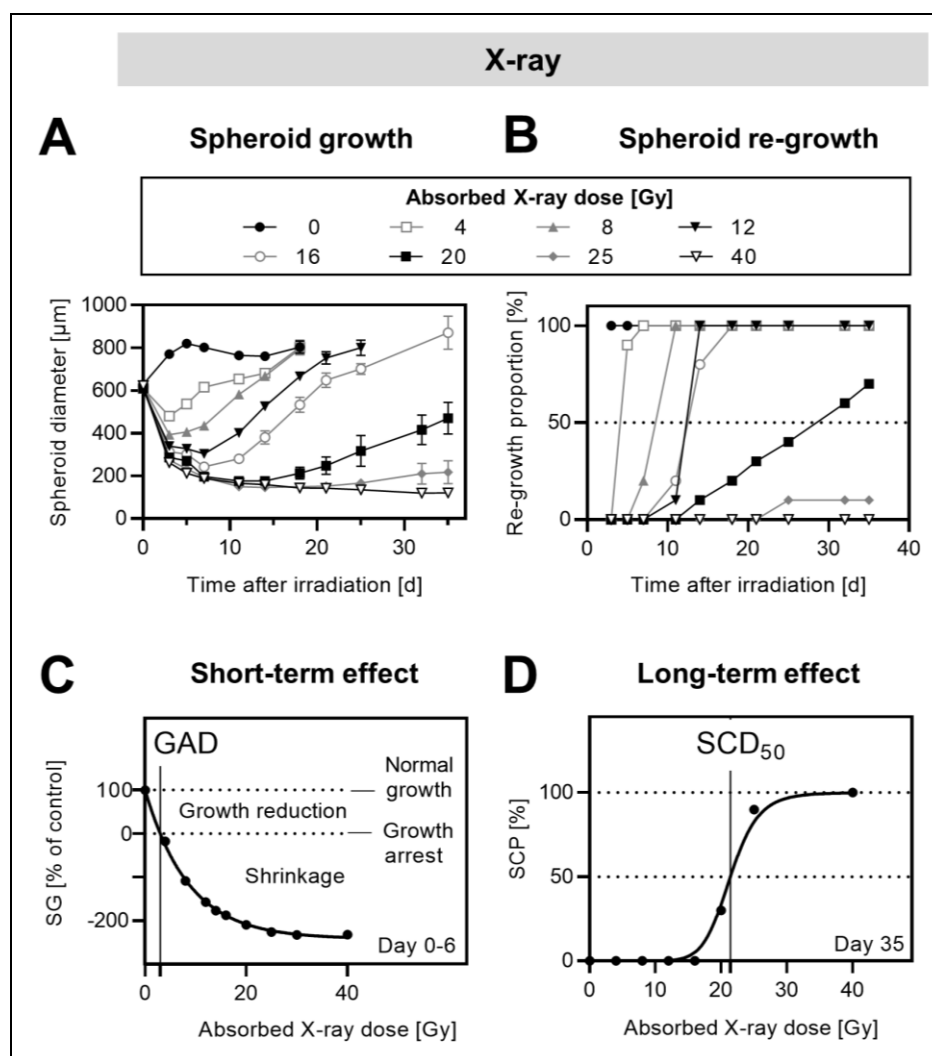 X-ray
A Spheroid growth
B Spheroid re-growth
Absorbed X-ray dose [Gy]
0 4 8 12
16 20 25 40
Spheroid diameter [µm]
1000
800
600
400
200
0
0 10 20 30
Time after irradiation [d]
Re-growth proportion [%]
100
50
0
0 10 20 30 40
Time after irradiation [d]
C Short-term effect
D Long-term effect
GAD
Normal
growth
Growth reduction
Growth
arrest
Shrinkage
Day 0-6
SG [% of control]
100
0
-200
0 20 40
Absorbed X-ray dose [Gy]
SCD50
SCP [%]
100
50
0
Day 35
0 10 20 30 40
Absorbed X-ray dose [Gy]